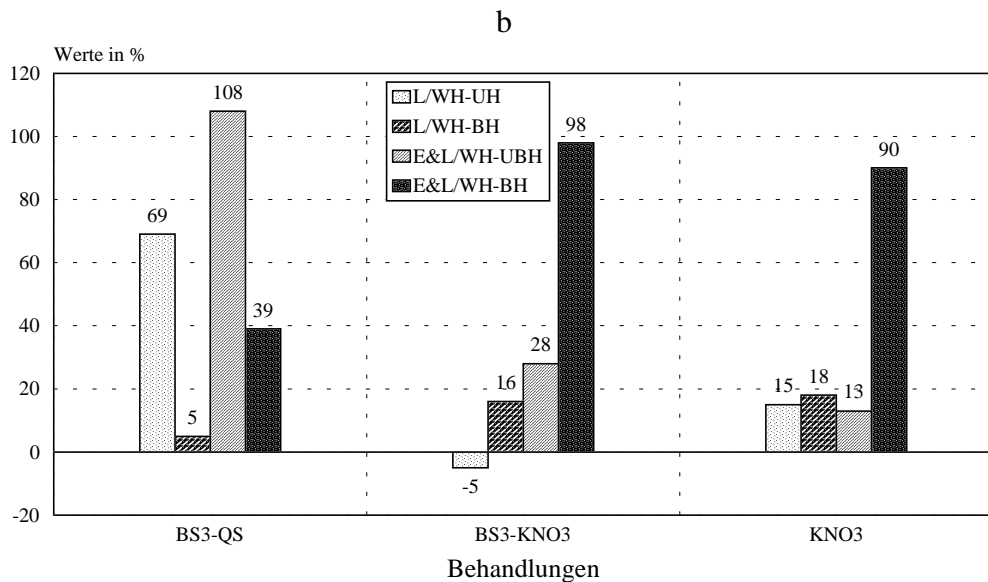 b
Werte in %
120
100
80
60
40
20
0
-20
L/WH-UH
L/WH-BH
E&L/WH-UBH
E&L/WH-BH
69
5
108
39
-5
16
28
98
15
18
13
90
BS3-QS
BS3-KNO3
KNO3
Behandlungen